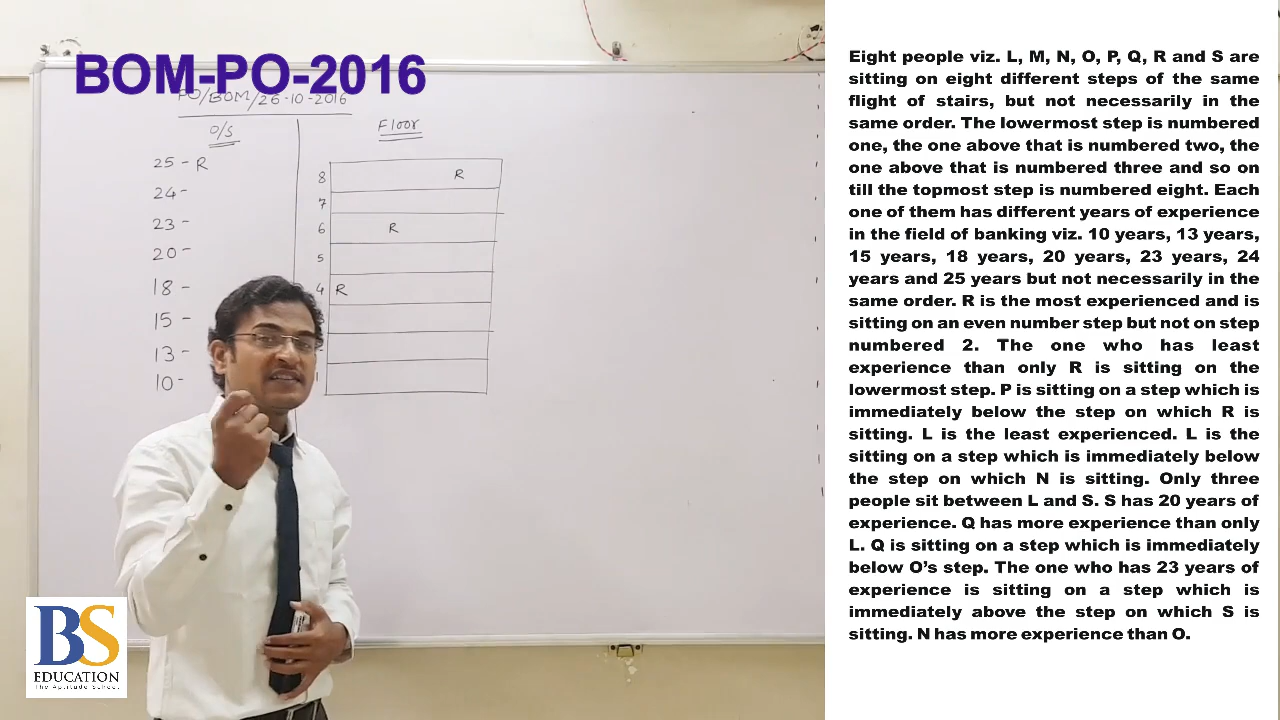 BOM-PO-2016
PO/BOM/26-10-2016
O/S
Floor
25 - R
24 -
23 -
20 -
18 -
15 -
13 -
10 -
8 R
7
6 R
5
4 R
BS
EDUCATION
The Aptitude School
Eight people viz. L, M, N, O, P, Q, R and S are
sitting on eight different steps of the same
flight of stairs, but not necessarily in the
same order. The lowermost step is numbered
one, the one above that is numbered two, the
one above that is numbered three and so on
till the topmost step is numbered eight. Each
one of them has different years of experience
in the field of banking viz. 10 years, 13 years,
15 years, 18 years, 20 years, 23 years, 24
years and 25 years but not necessarily in the
same order. R is the most experienced and is
sitting on an even number step but not on step
numbered 2. The one who has least
experience than only R is sitting on the
lowermost step. P is sitting on a step which is
immediately below the step on which R is
sitting. L is the least experienced. L is the
sitting on a step which is immediately below
the step on which N is sitting. Only three
people sit between L and S. S has 20 years of
experience. Q has more experience than only
L. Q is sitting on a step which is immediately
below O's step. The one who has 23 years of
experience is sitting on a step which is
immediately above the step on which S is
sitting. N has more experience than O.